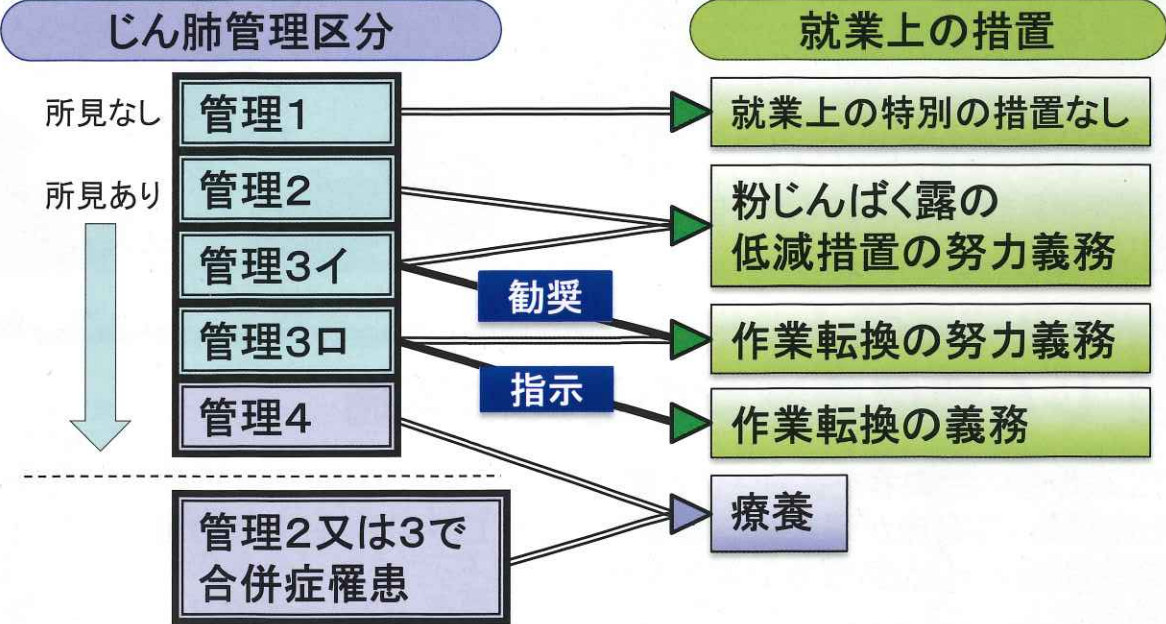 じん肺管理区分
就業上の措置
所見なし
管理1
就業上の特別の措置なし
所見あり
管理2
粉じんばく露の
低減措置の努力義務
管理3イ
勧奨
管理3ロ
作業転換の努力義務
指示
管理4
作業転換の義務
管理2又は3で
合併症罹患
療養